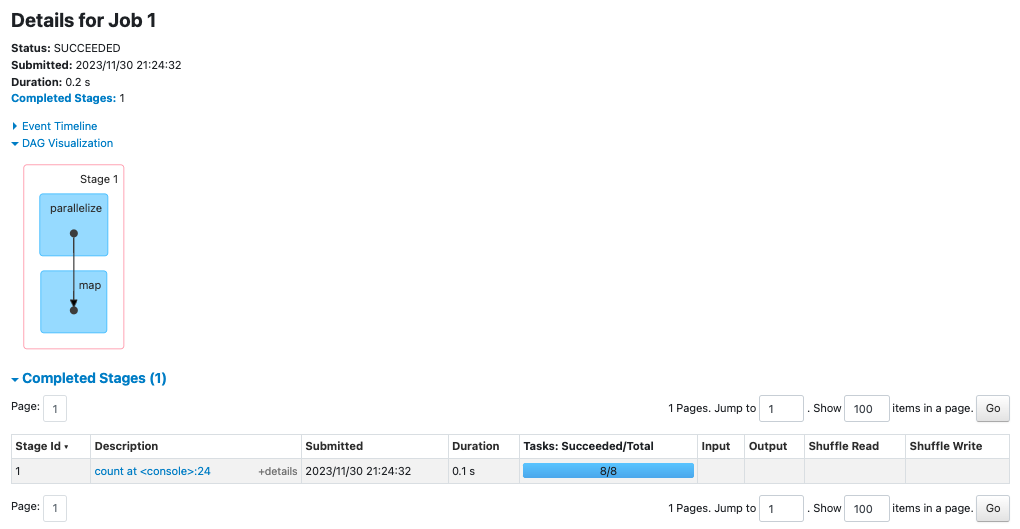 Details for Job 1
Status: SUCCEEDED
Submitted: 2023/11/30 21:24:32
Duration: 0.2 s
Completed Stages: 1
Event Timeline
DAG Visualization
Stage 1
parallelize
map
Completed Stages (1)
Page: 1 1 Pages. Jump to 1 . Show 100 items in a page. Go
Stage Id Description Submitted Duration Tasks: Succeeded/Total Input Output Shuffle Read Shuffle Write
1 count at <console>:24 +details 2023/11/30 21:24:32 0.1 s 8/8
Page: 1 1 Pages. Jump to 1 . Show 100 items in a page. Go